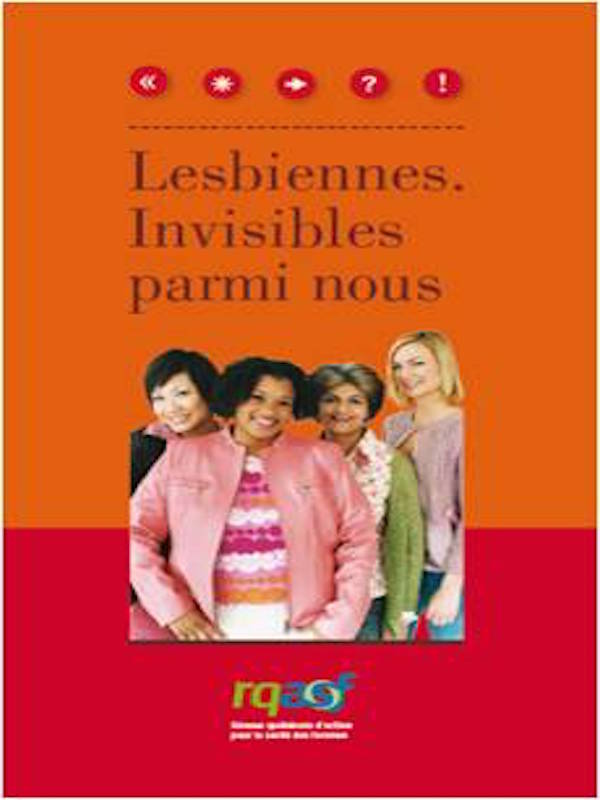 « * ➜ ? !
Lesbiennes.
Invisibles
parmi nous
rqasf
Réseau québécois d'action
pour la santé des femmes